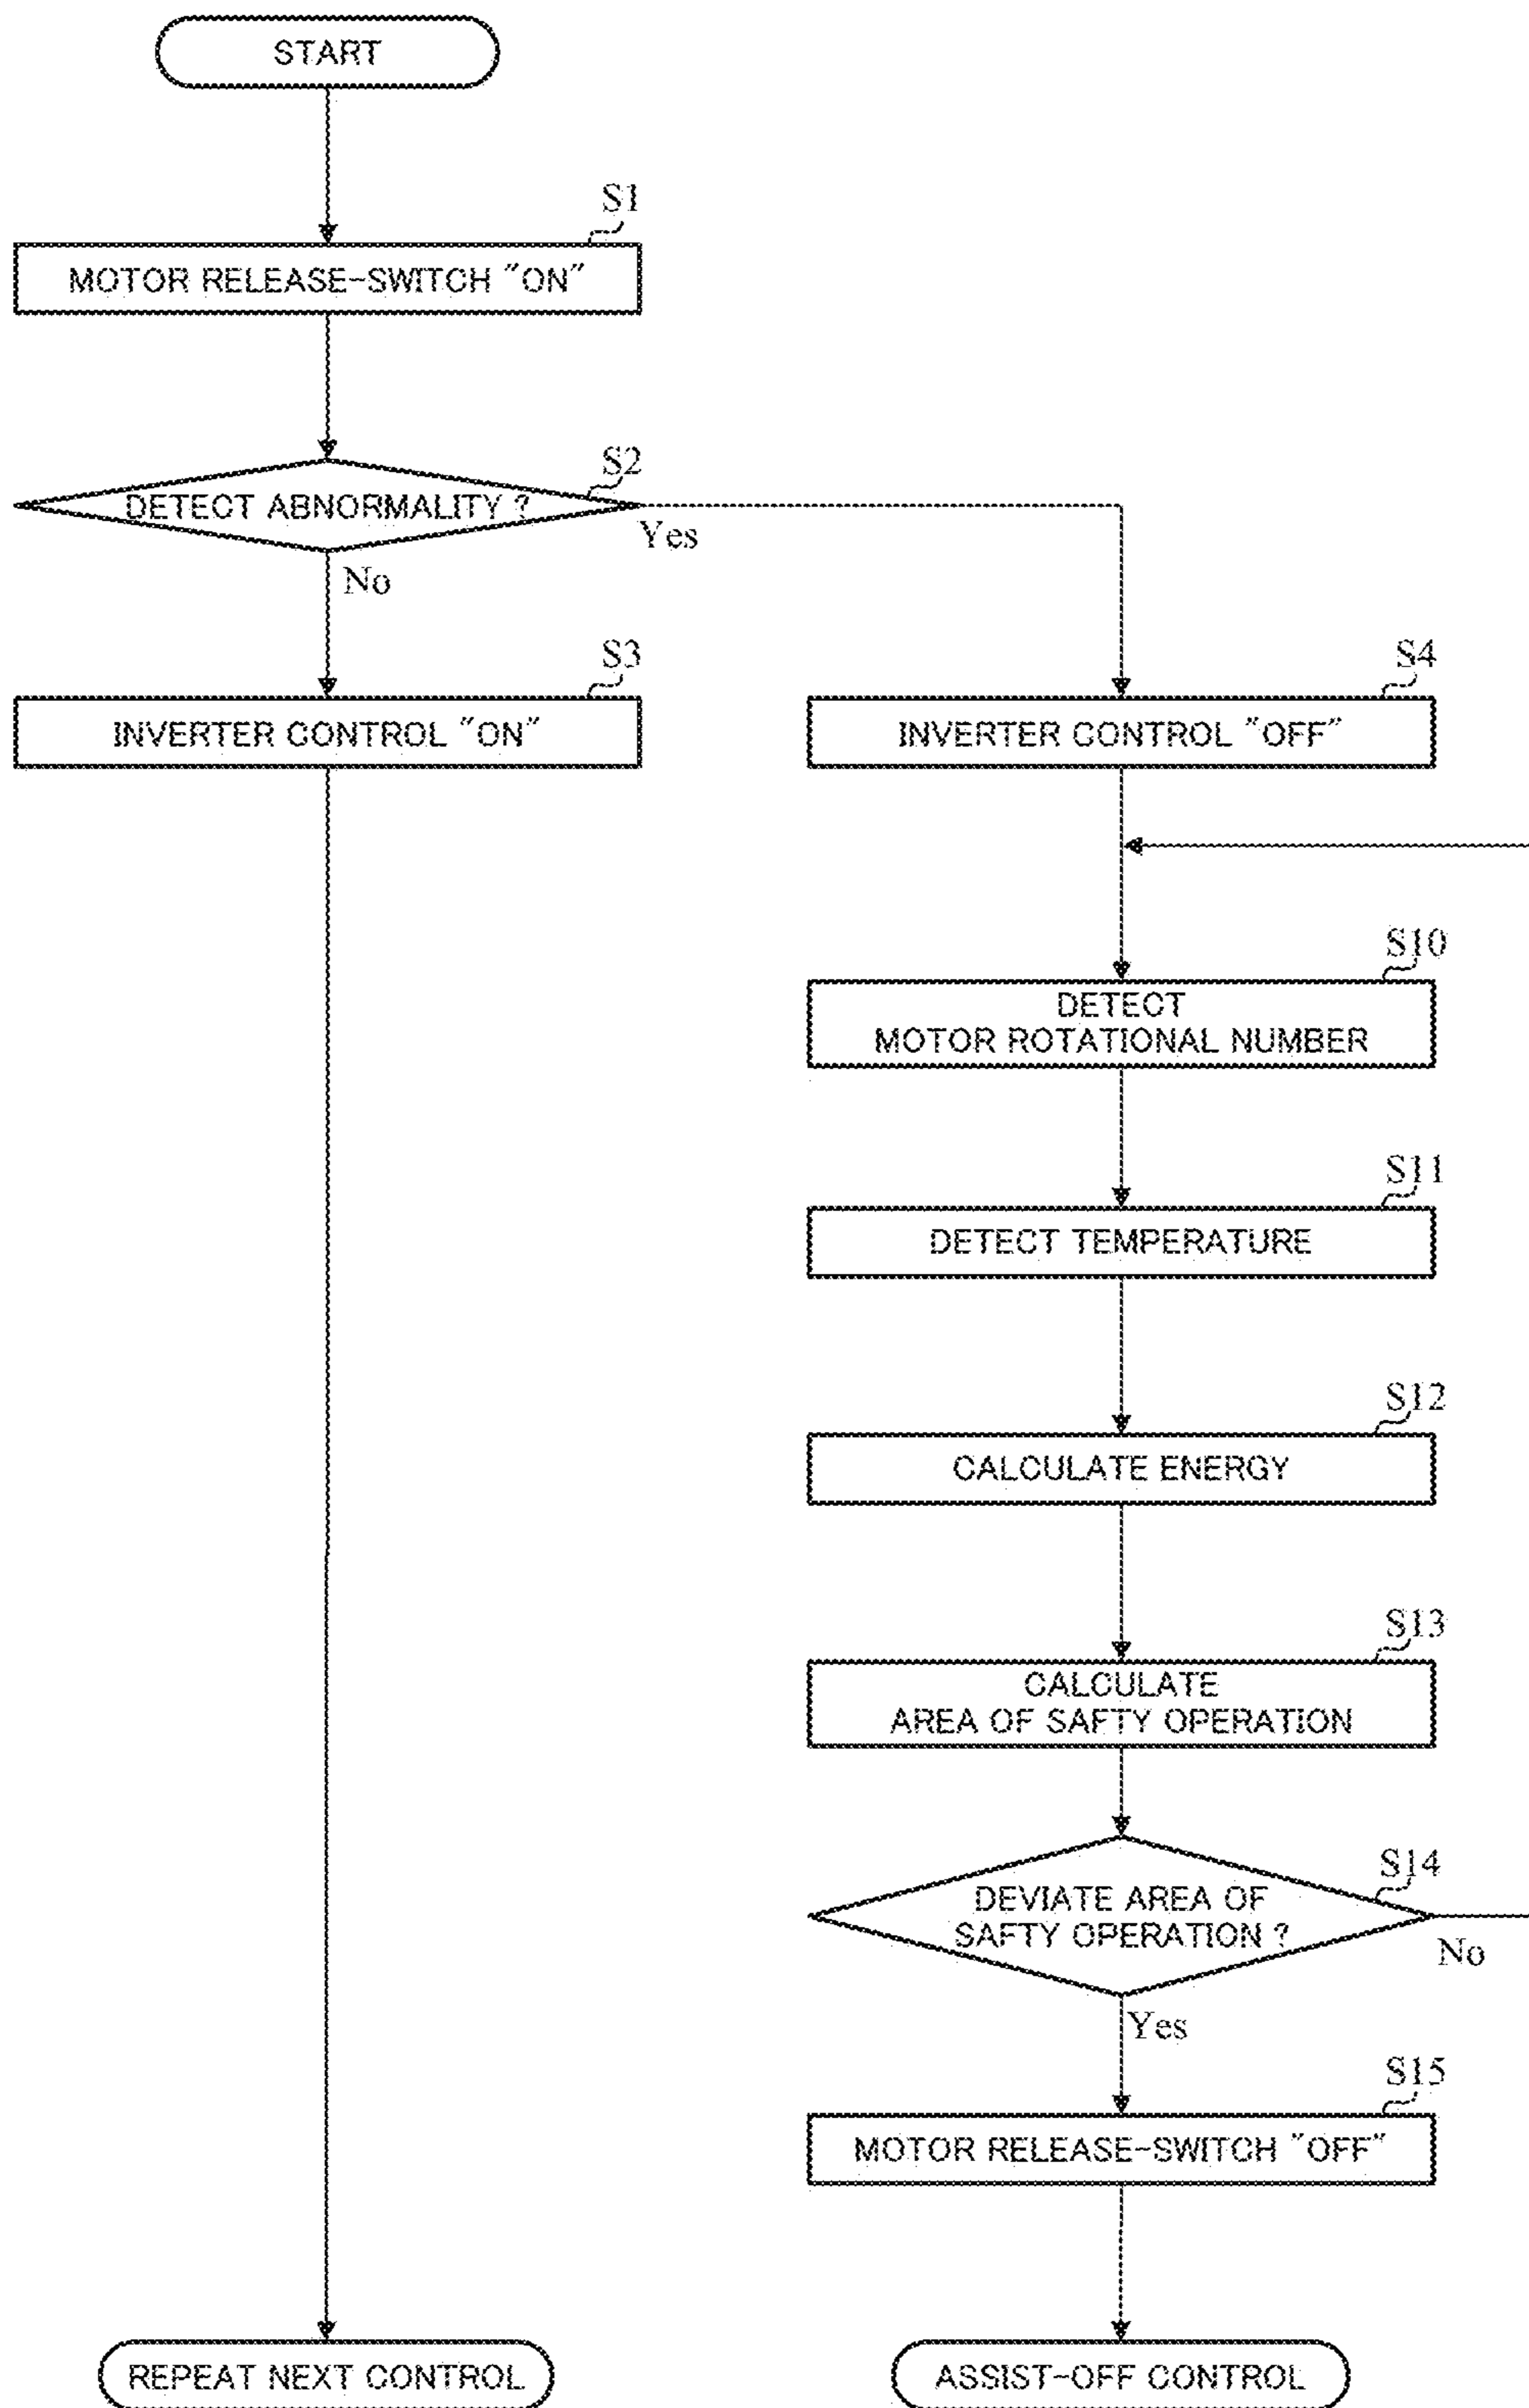 START
S1
MOTOR RELEASE-SWITCH "ON"
S2
DETECT ABNORMALITY ?
Yes
No
S3
INVERTER CONTROL "ON"
S4
INVERTER CONTROL "OFF"
S10
DETECT
MOTOR ROTATIONAL NUMBER
S11
DETECT TEMPERATURE
S12
CALCULATE ENERGY
S13
CALCULATE
AREA OF SAFTY OPERATION
S14
DEVIATE AREA OF
SAFTY OPERATION ?
No
Yes
S15
MOTOR RELEASE-SWITCH "OFF"
REPEAT NEXT CONTROL
ASSIST-OFF CONTROL